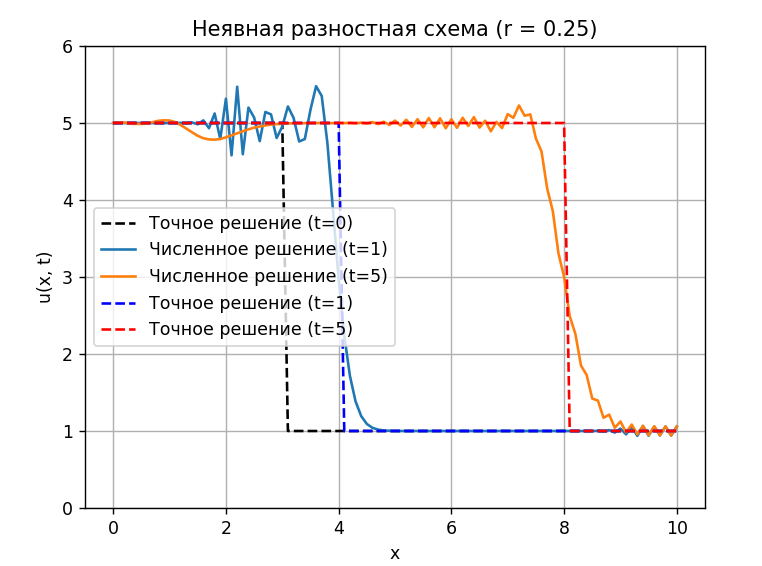 Неявная разностная схема (r = 0.25)
6
5
4
3
2
1
0
u(x, t)
Точное решение (t=0)
Численное решение (t=1)
Численное решение (t=5)
Точное решение (t=1)
Точное решение (t=5)
0 2 4 6 8 10
x